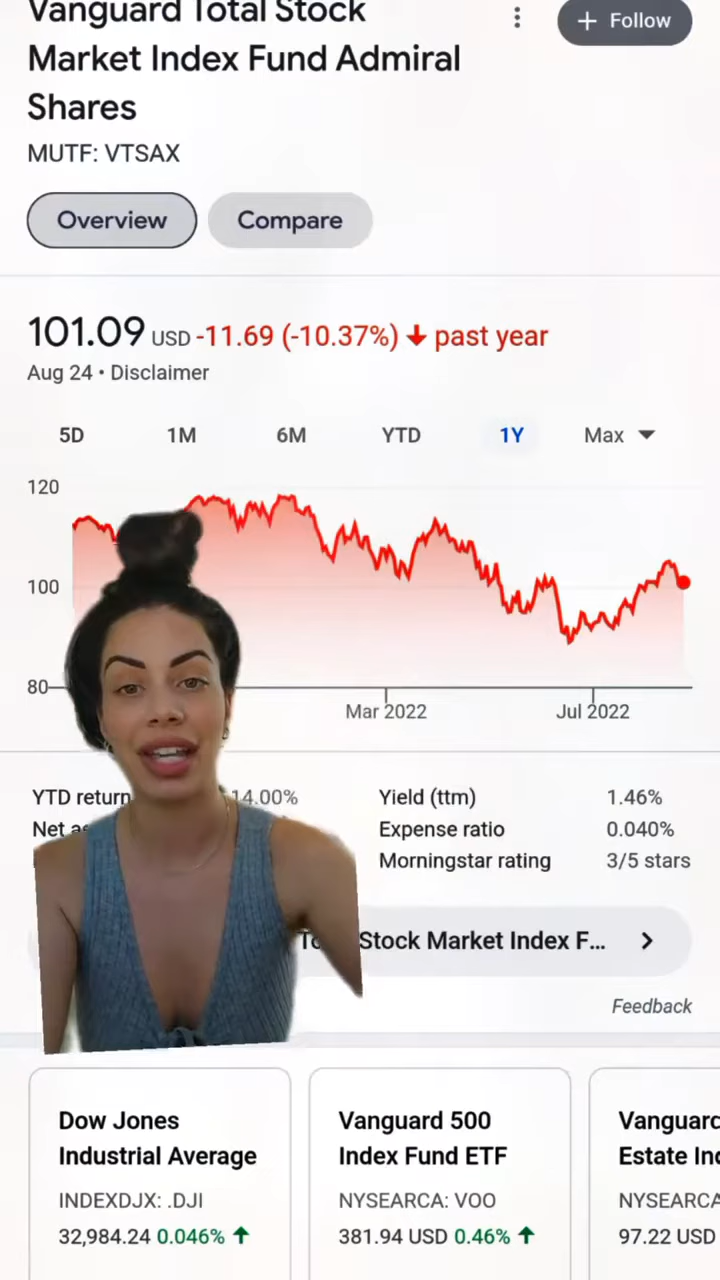 Vanguard Total Stock
Market Index Fund Admiral
Shares
+ Follow
MUTF: VTSAX
Overview
Compare
101.09 USD -11.69 (-10.37%) past year
Aug 24 • Disclaimer
5D 1M 6M YTD 1Y Max
120
100
80
Mar 2022 Jul 2022
YTD return 14.00% Yield (ttm) 1.46%
Net Expense ratio 0.040%
Morningstar rating 3/5 stars
Stock Market Index F...
Feedback
Dow Jones
Industrial Average
INDEXDJX: .DJI
32,984.24 0.046%
Vanguard 500
Index Fund ETF
NYSEARCA: VOO
381.94 USD 0.46%
Estate
NYSEARCA
97.22 USD